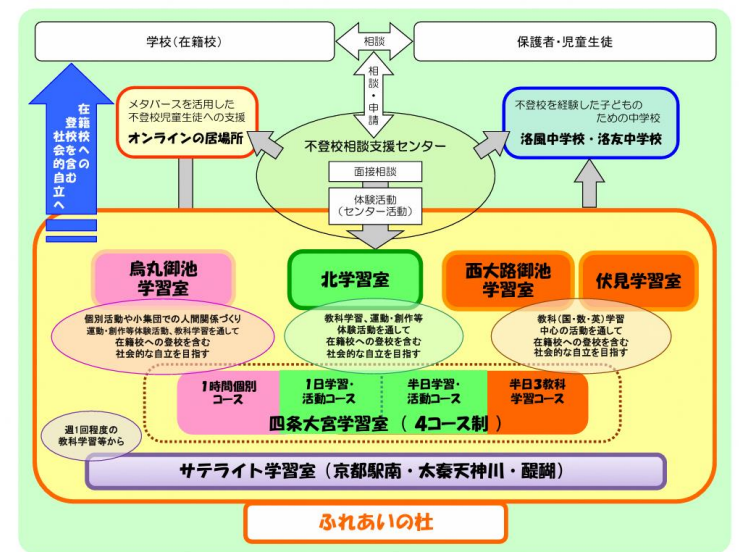 学校(在籍校)
相談
保護者・児童生徒
相談・申請
在籍校への
登校を含む
社会的自立へ
メタバースを活用した
不登校児童生徒への支援
オンラインの居場所
不登校を経験した子どもの
ための中学校
洛風中学校・洛友中学校
不登校相談支援センター
面接相談
体験活動
(センター活動)
烏丸御池
学習室
北学習室
西大路御池
学習室
伏見学習室
個別活動や小集団での人間関係づくり
運動・創作等体験活動、教科学習を通して
在籍校への登校を含む
社会的な自立を目指す
教科学習、運動・創作等
体験活動を通して
在籍校への登校を含む
社会的な自立を目指す
教科(国・数・英)学習
中心の活動を通して
在籍校への登校を含む
社会的な自立を目指す
1時間個別
コース
1日学習・
活動コース
半日学習・
活動コース
半日3教科
学習コース
四条大宮学習室(4コース制)
週1回程度の
教科学習等から
サテライト学習室(京都駅南・太秦天神川・醍醐)
ふれあいの杜